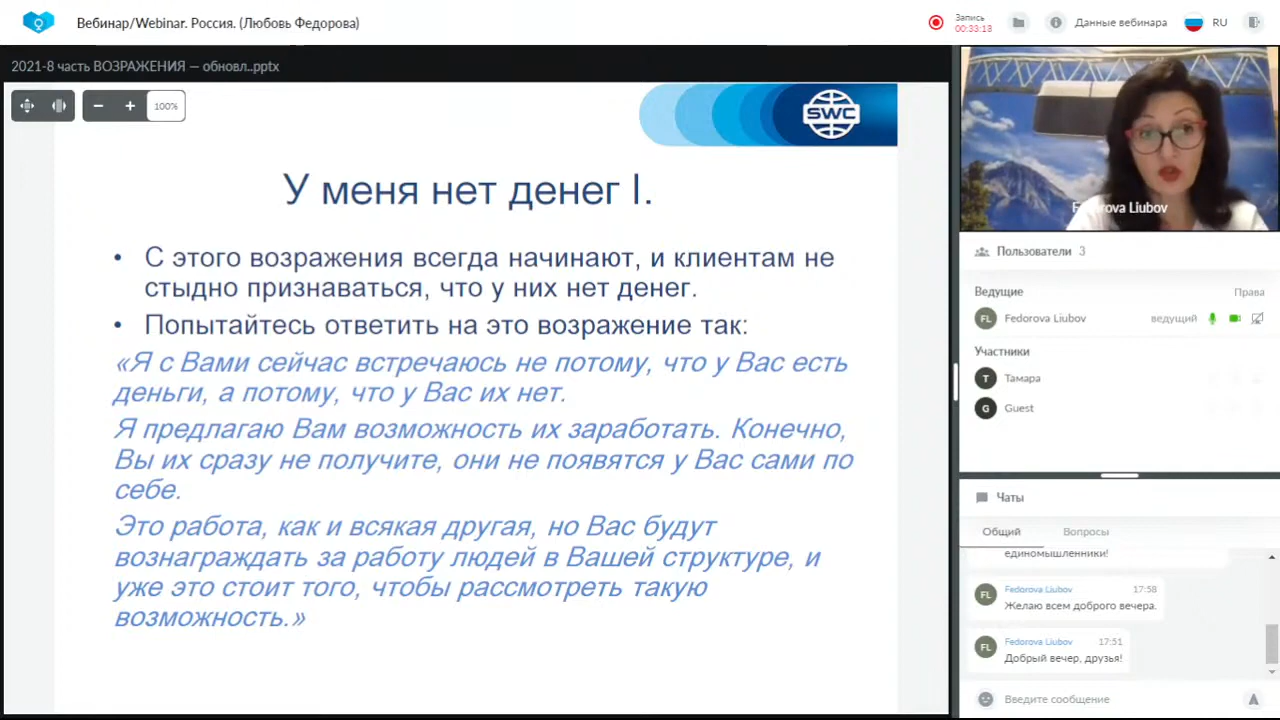 Вебинар/Webinar. Россия. (Любовь Федорова)
Запись
00:33:13
Данные вебинара
RU
2021-8 часть ВОЗРАЖЕНИЯ — обновл..pptx
100%
SWC
У меня нет денег I.
• С этого возражения всегда начинают, и клиентам не
стыдно признаваться, что у них нет денег.
• Попытайтесь ответить на это возражение так:
«Я с Вами сейчас встречаюсь не потому, что у Вас есть
деньги, а потому, что у Вас их нет.
Я предлагаю Вам возможность их заработать. Конечно,
Вы их сразу не получите, они не появятся у Вас сами по
себе.
Это работа, как и всякая другая, но Вас будут
вознаграждать за работу людей в Вашей структуре, и
уже это стоит того, чтобы рассмотреть такую
возможность.»
Fedorova Liubov
Пользователи 3
Ведущие Права
FL Fedorova Liubov ведущий
Участники
T Тамара
G Guest
Чаты
Общий Вопросы
единомышленники!
FL Fedorova Liubov 17:58
Желаю всем доброго вечера.
FL Fedorova Liubov 17:51
Добрый вечер, друзья!
Введите сообщение